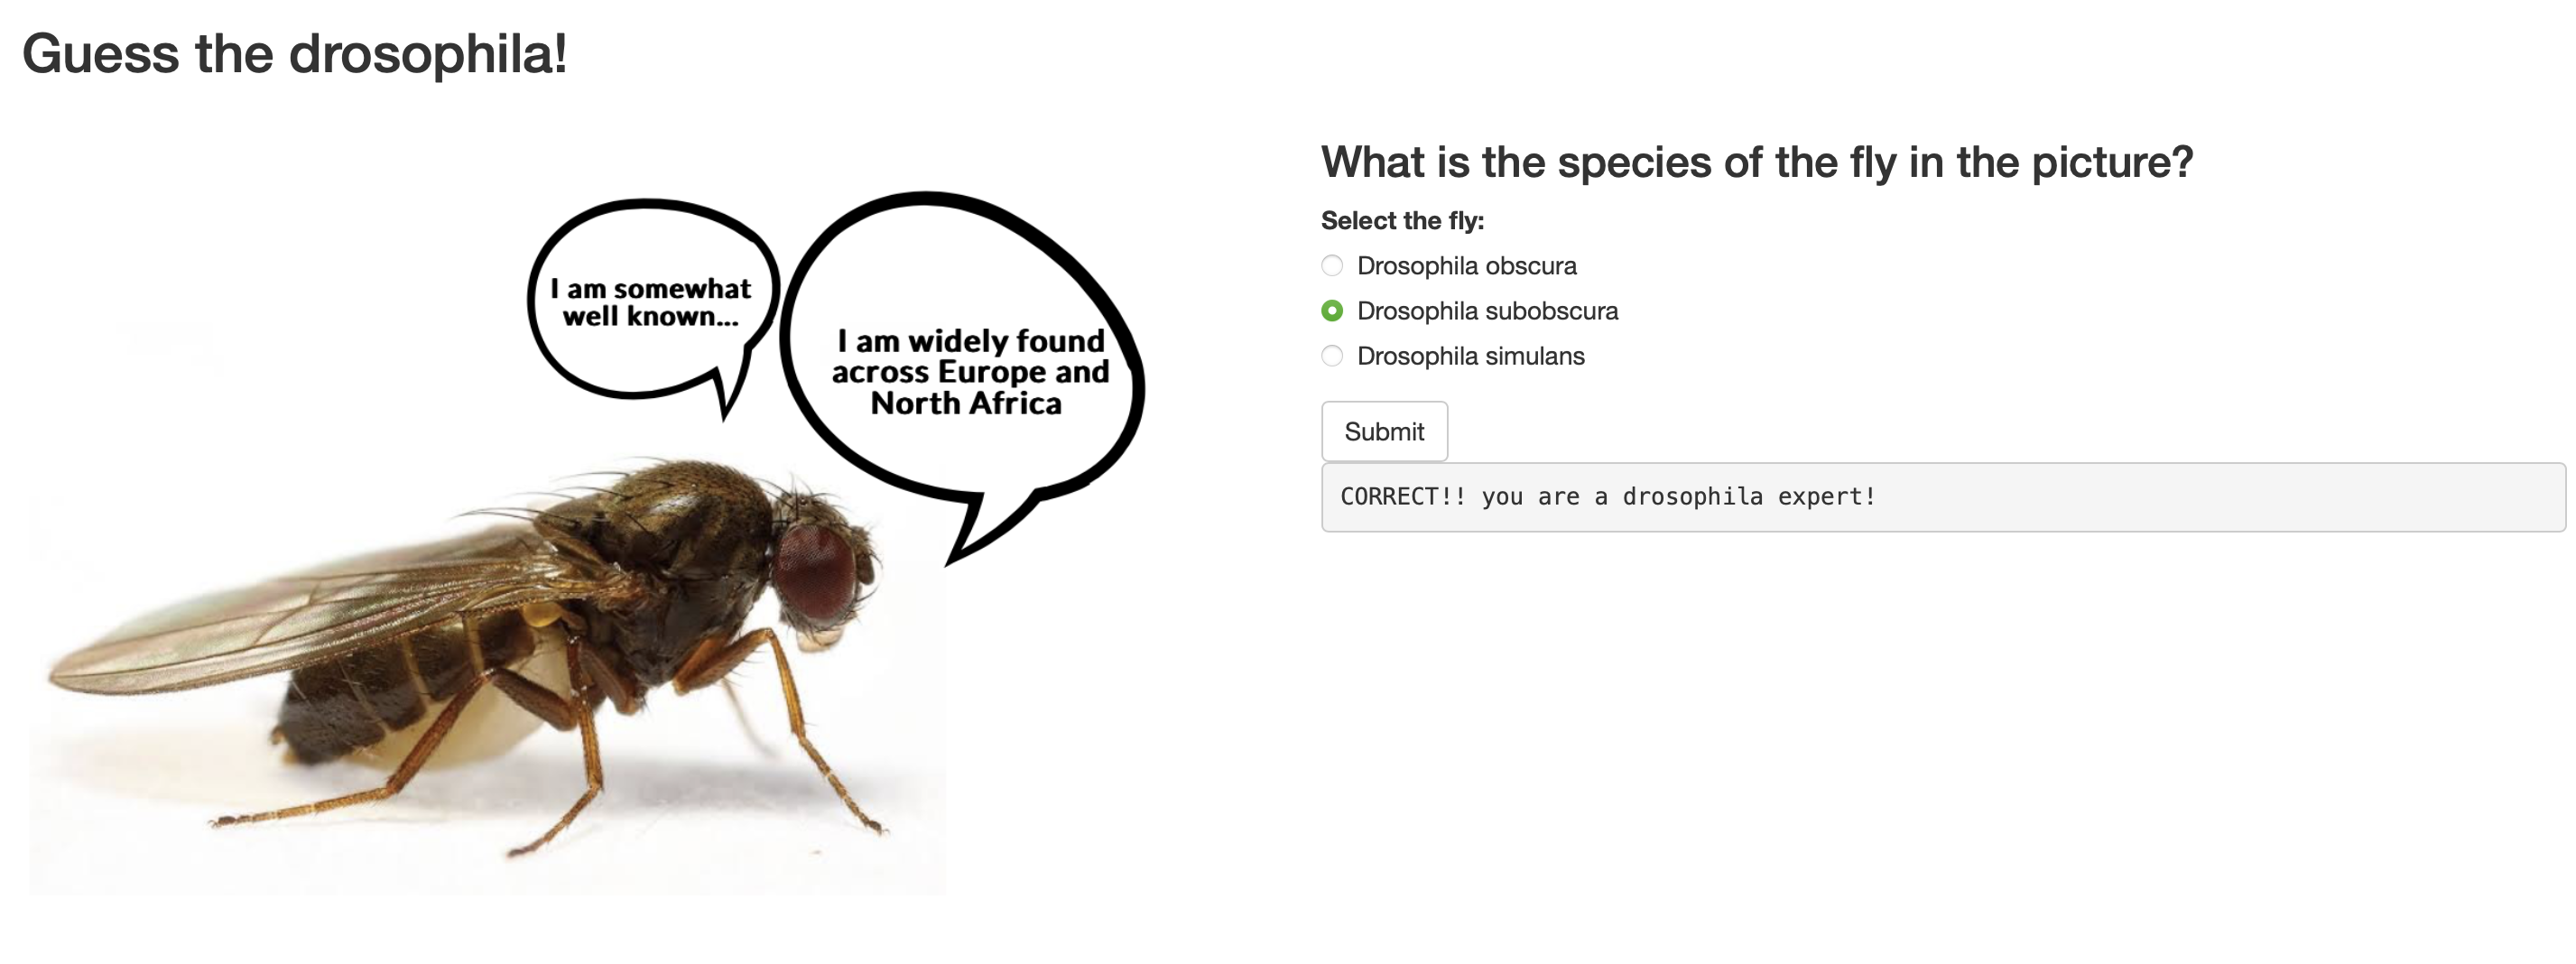 Guess the drosophila!
I am somewhat
well known...
I am widely found
across Europe and
North Africa
What is the species of the fly in the picture?
Select the fly:
Drosophila obscura
Drosophila subobscura
Drosophila simulans
Submit
CORRECT!! you are a drosophila expert!